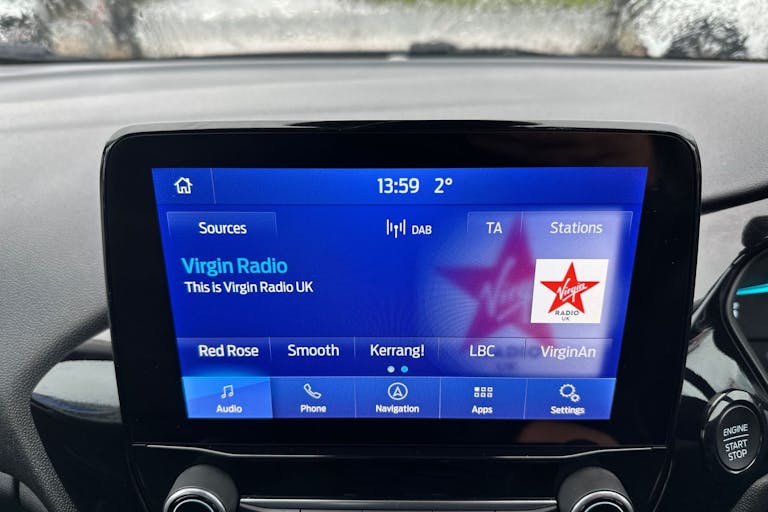 13:59 2°
Sources DAB TA Stations
Virgin Radio
This is Virgin Radio UK
Virgin
RADIO
UK
Red Rose Smooth Kerrang! LBC VirginAn
Audio Phone Navigation Apps Settings
ENGINE
START
STOP